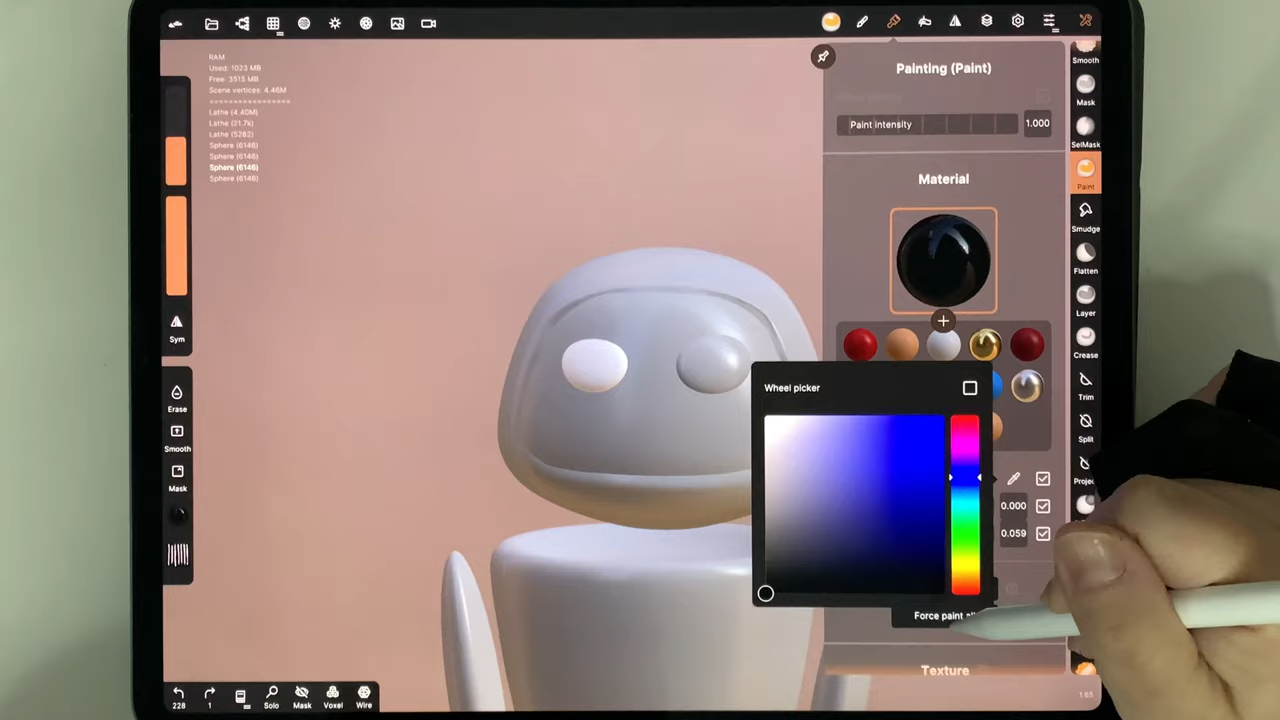 RAM
Used: 1023 MB
Free: 3515 MB
Scene vertices: 4.46M
====================
Lathe (4.40M)
Lathe (21.7k)
Lathe (5282)
Sphere (6146)
Sphere (6146)
Sphere (6146)
Sphere (6146)
Sym
Erase
Smooth
Mask
228
1
Solo
Mask
Voxel
Wire
Painting (Paint)
Paint intensity
1.000
Material
Wheel picker
0.000
0.059
Force paint all
Texture
Smooth
Mask
SelMask
Paint
Smudge
Flatten
Layer
Crease
Trim
Split
1.65